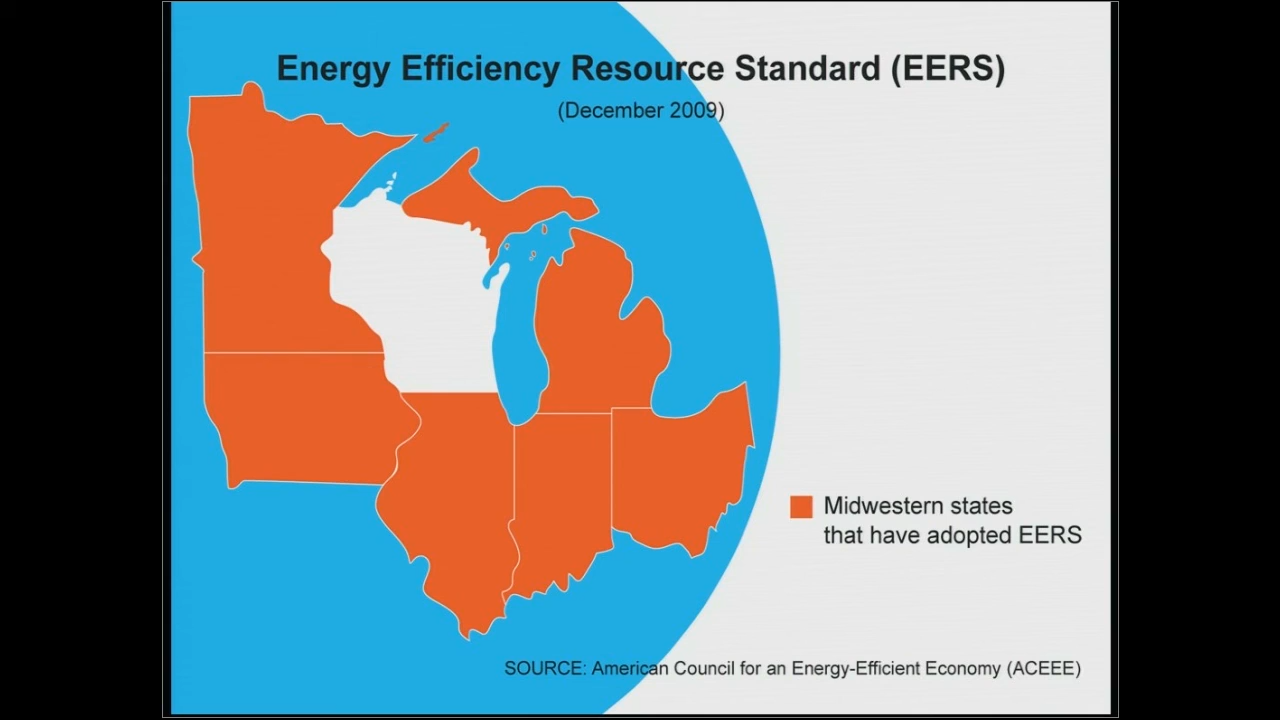 Energy Efficiency Resource Standard (EERS)
(December 2009)
Midwestern states
that have adopted EERS
SOURCE: American Council for an Energy-Efficient Economy (ACEEE)